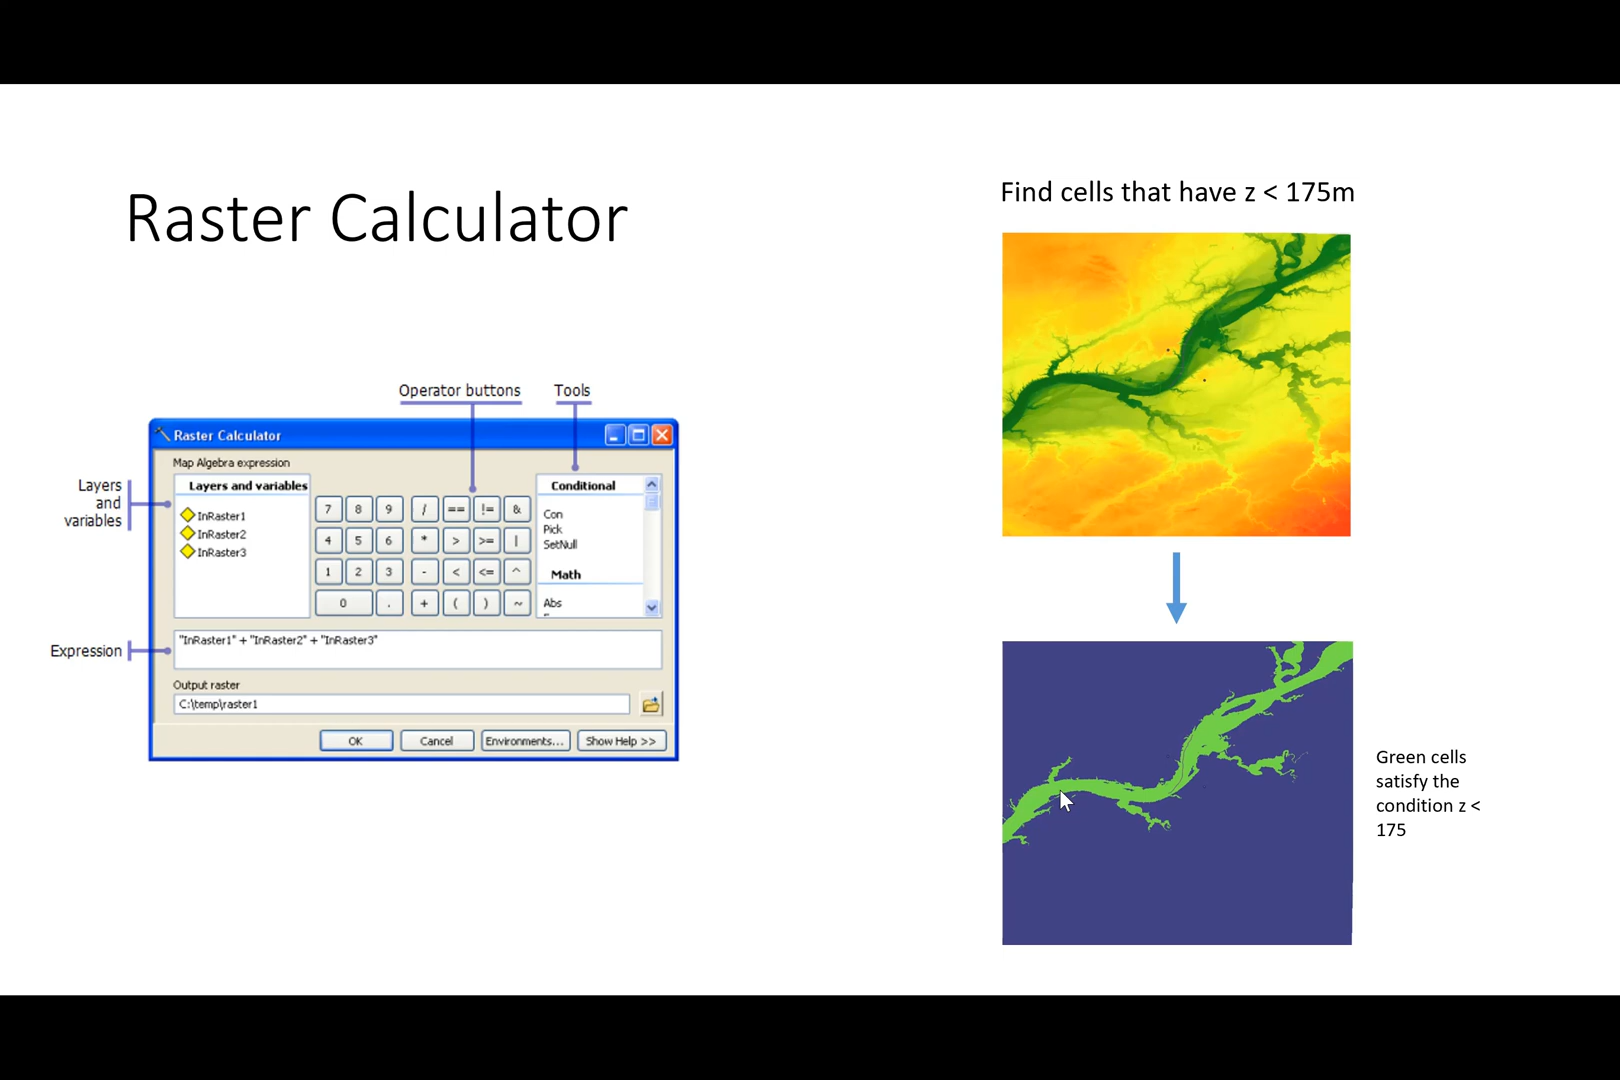 Raster Calculator
Find cells that have z < 175m
Operator buttons
Tools
Raster Calculator
Map Algebra expression
Layers
and
variables
Layers and variables
InRaster1
InRaster2
InRaster3
7 8 9 / == != &
4 5 6 * > >= |
1 2 3 - < <= ^
0 . + ( ) ~
Conditional
Con
Pick
SetNull
Math
Abs
Expression
"InRaster1" + "InRaster2" + "InRaster3"
Output raster
C:\temp\raster1
OK Cancel Environments... Show Help >>
Green cells
satisfy the
condition z <
175